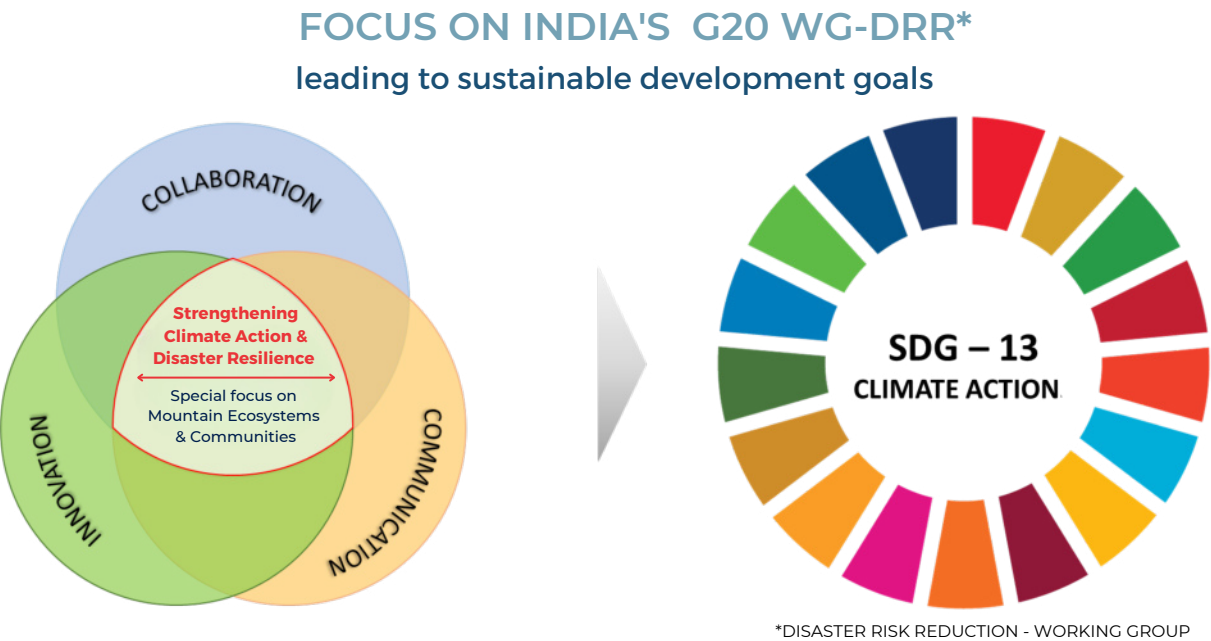 FOCUS ON INDIA'S G20 WG-DRR*
leading to sustainable development goals
COLLABORATION
Strengthening
Climate Action &
Disaster Resilience
Special focus on
Mountain Ecosystems
& Communities
INNOVATION
COMMUNICATION
SDG – 13
CLIMATE ACTION
*DISASTER RISK REDUCTION - WORKING GROUP